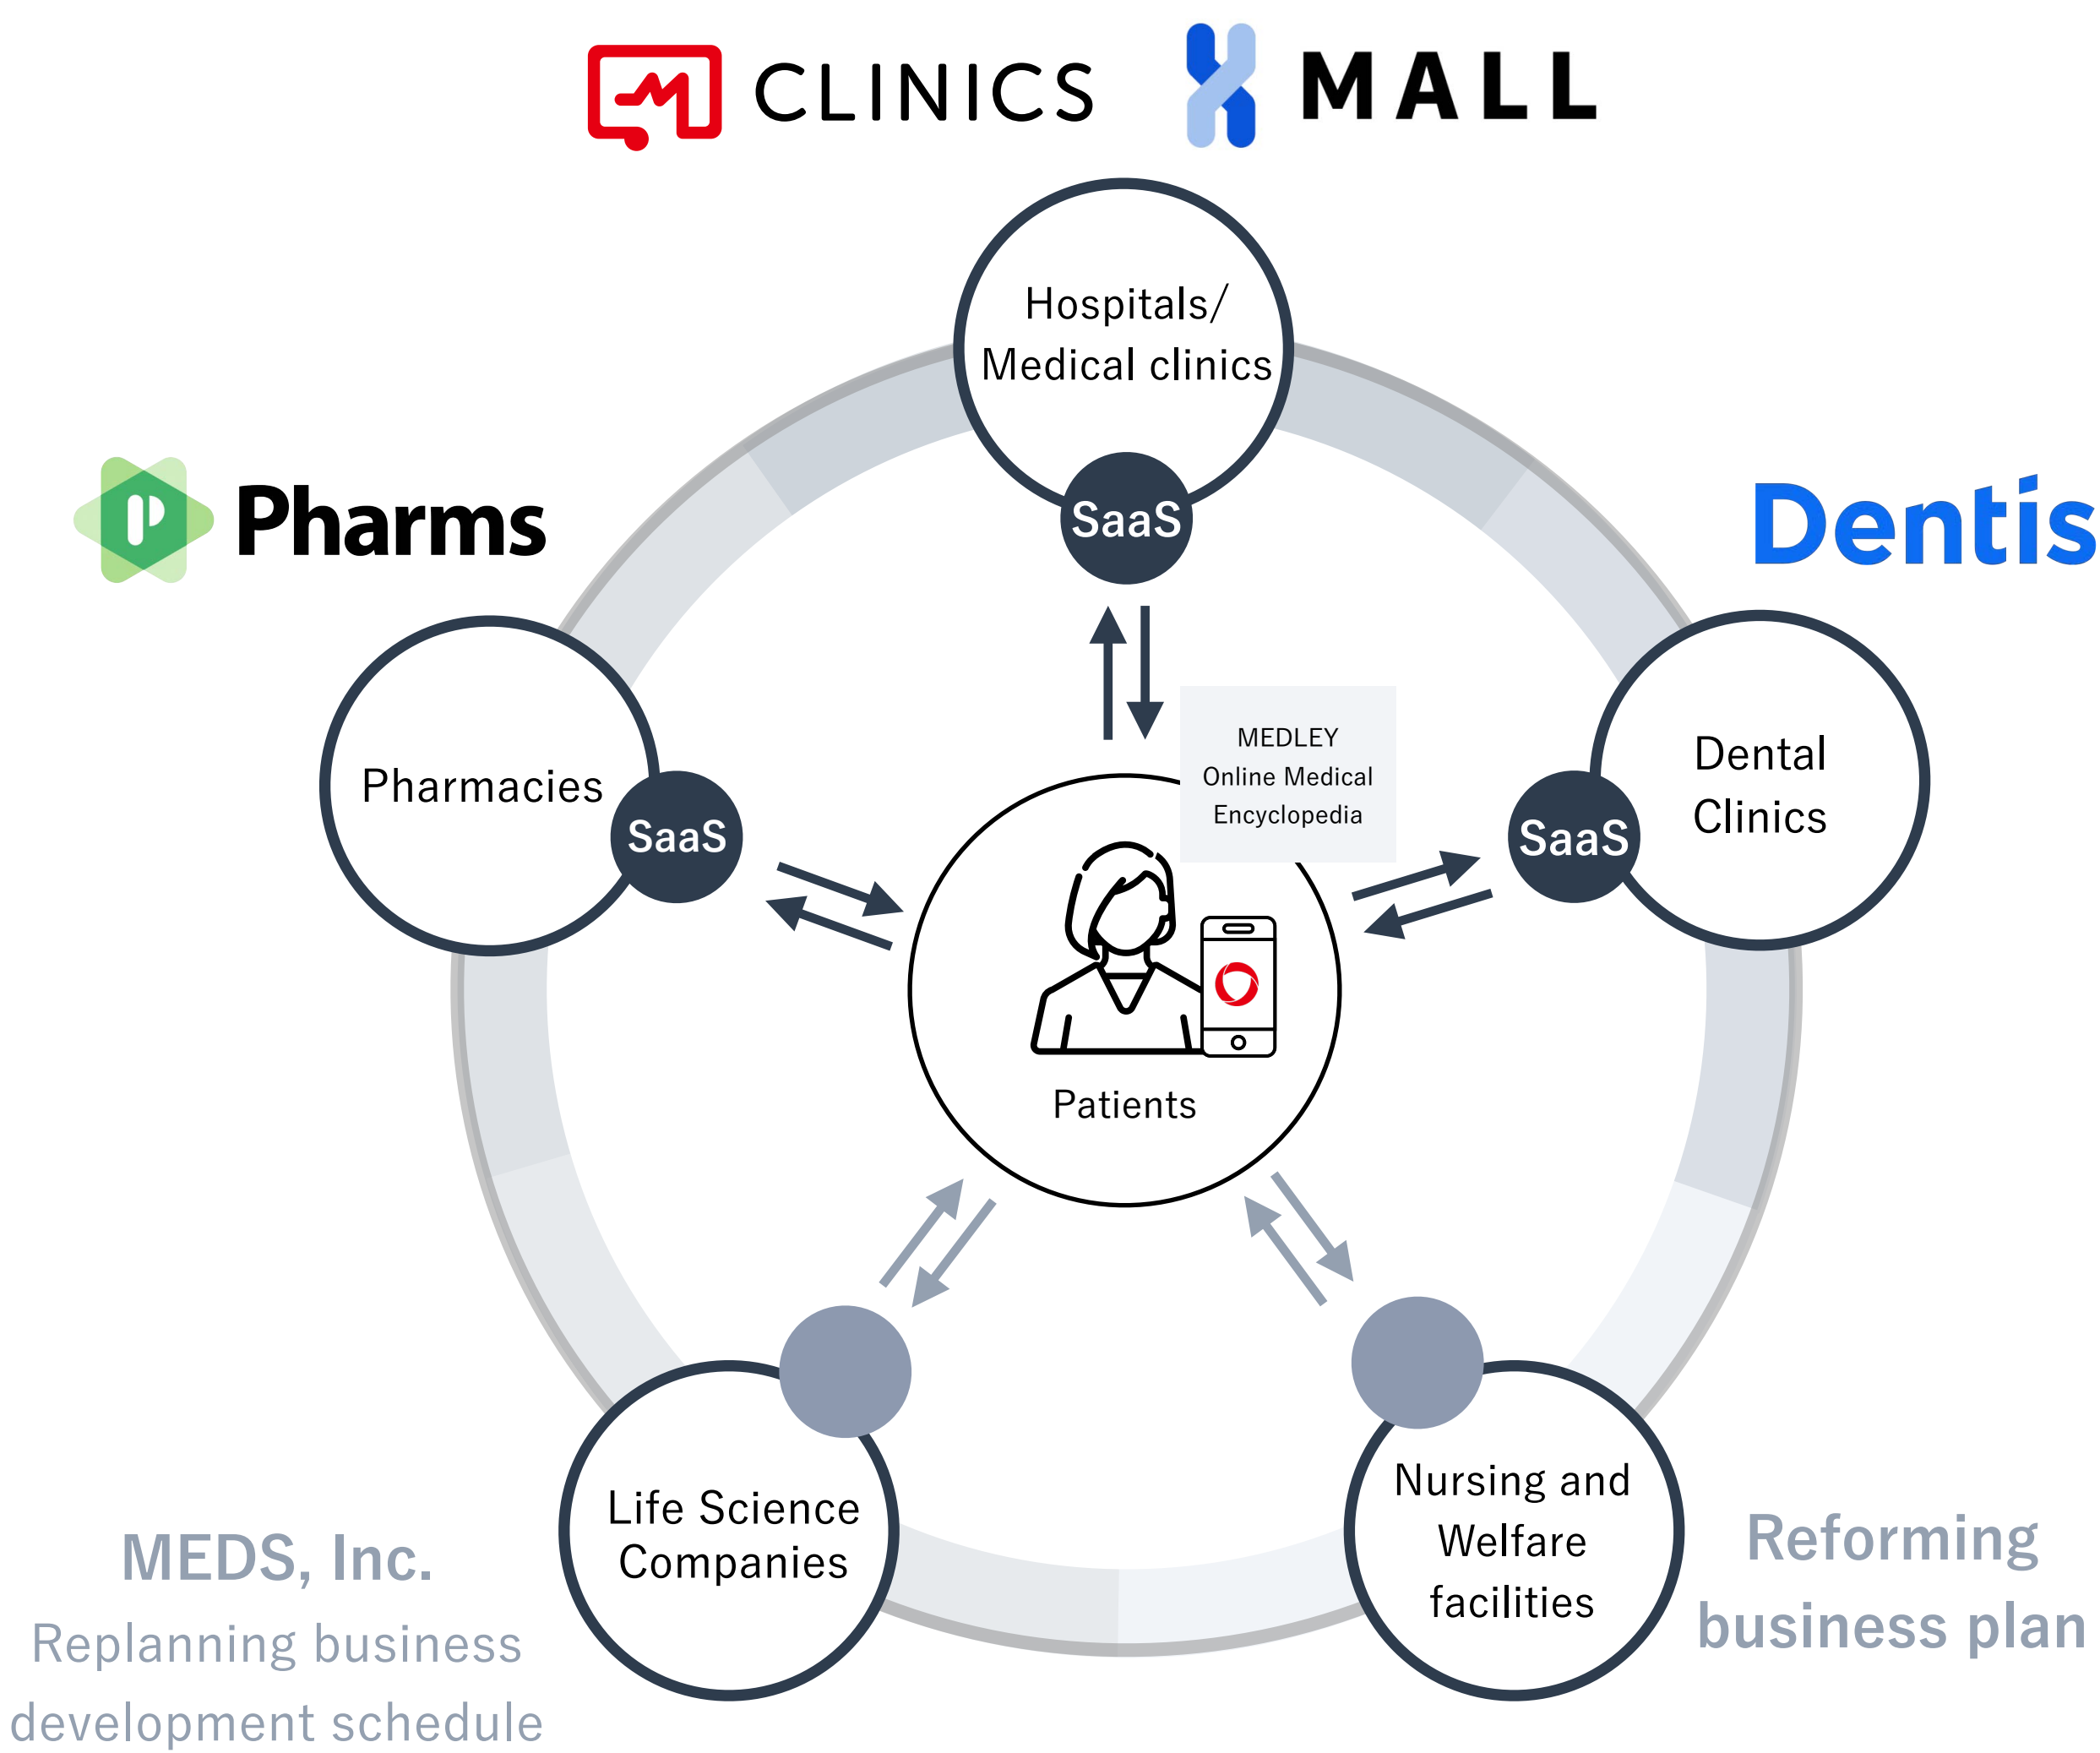 CLINICS
MALL
Hospitals/
Medical clinics
SaaS
Pharms
Dentis
Pharmacies
SaaS
MEDLEY
Online Medical
Encyclopedia
Dental
Clinics
SaaS
Patients
Life Science
Companies
Nursing and
Welfare
facilities
MEDS, Inc.
Replanning business
development schedule
Reforming
business plan